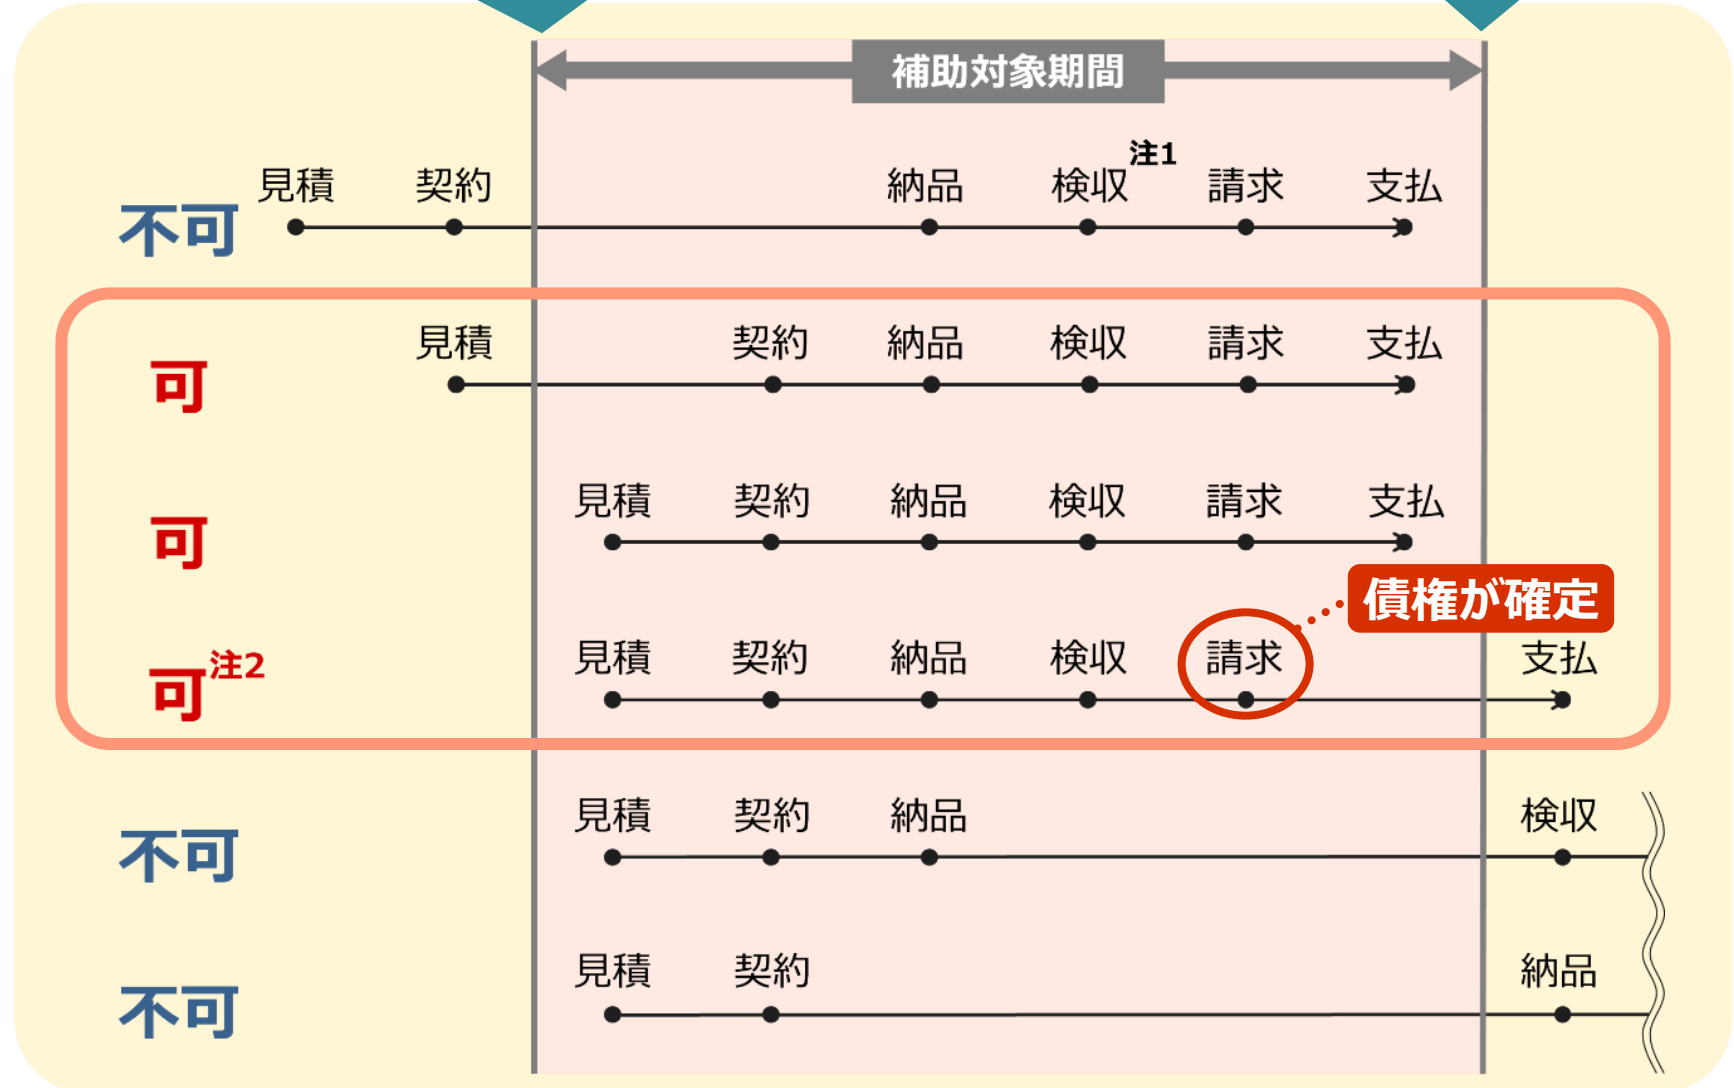 補助対象期間
不可 見積 契約 納品 検収 注1 請求 支払
可 見積 契約 納品 検収 請求 支払
可 見積 契約 納品 検収 請求 支払
債権が確定
可 注2 見積 契約 納品 検収 請求 支払
不可 見積 契約 納品 検収
不可 見積 契約 納品